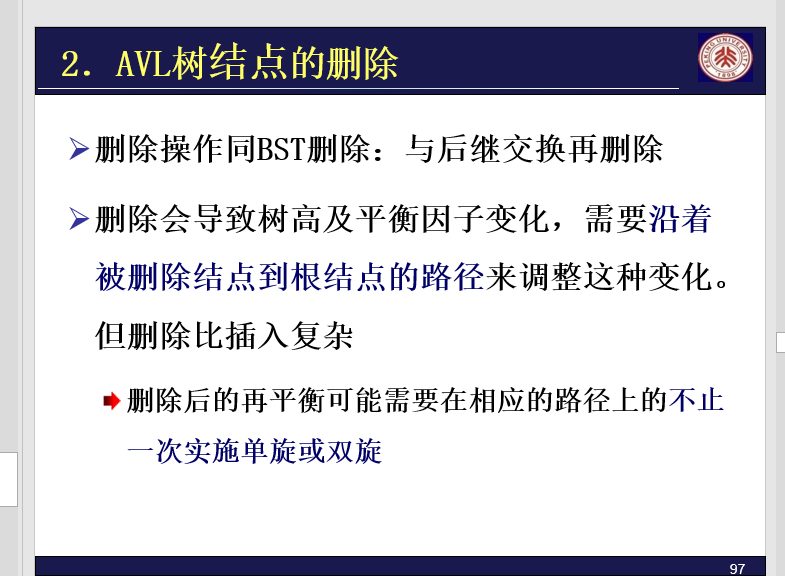 2. AVL树结点的删除
PEKING UNIVERSITY
1898
删除操作同BST删除：与后继交换再删除
删除会导致树高及平衡因子变化，需要沿着
被删除结点到根结点的路径来调整这种变化。
但删除比插入复杂
删除后的再平衡可能需要在相应的路径上的不止
一次实施单旋或双旋
97